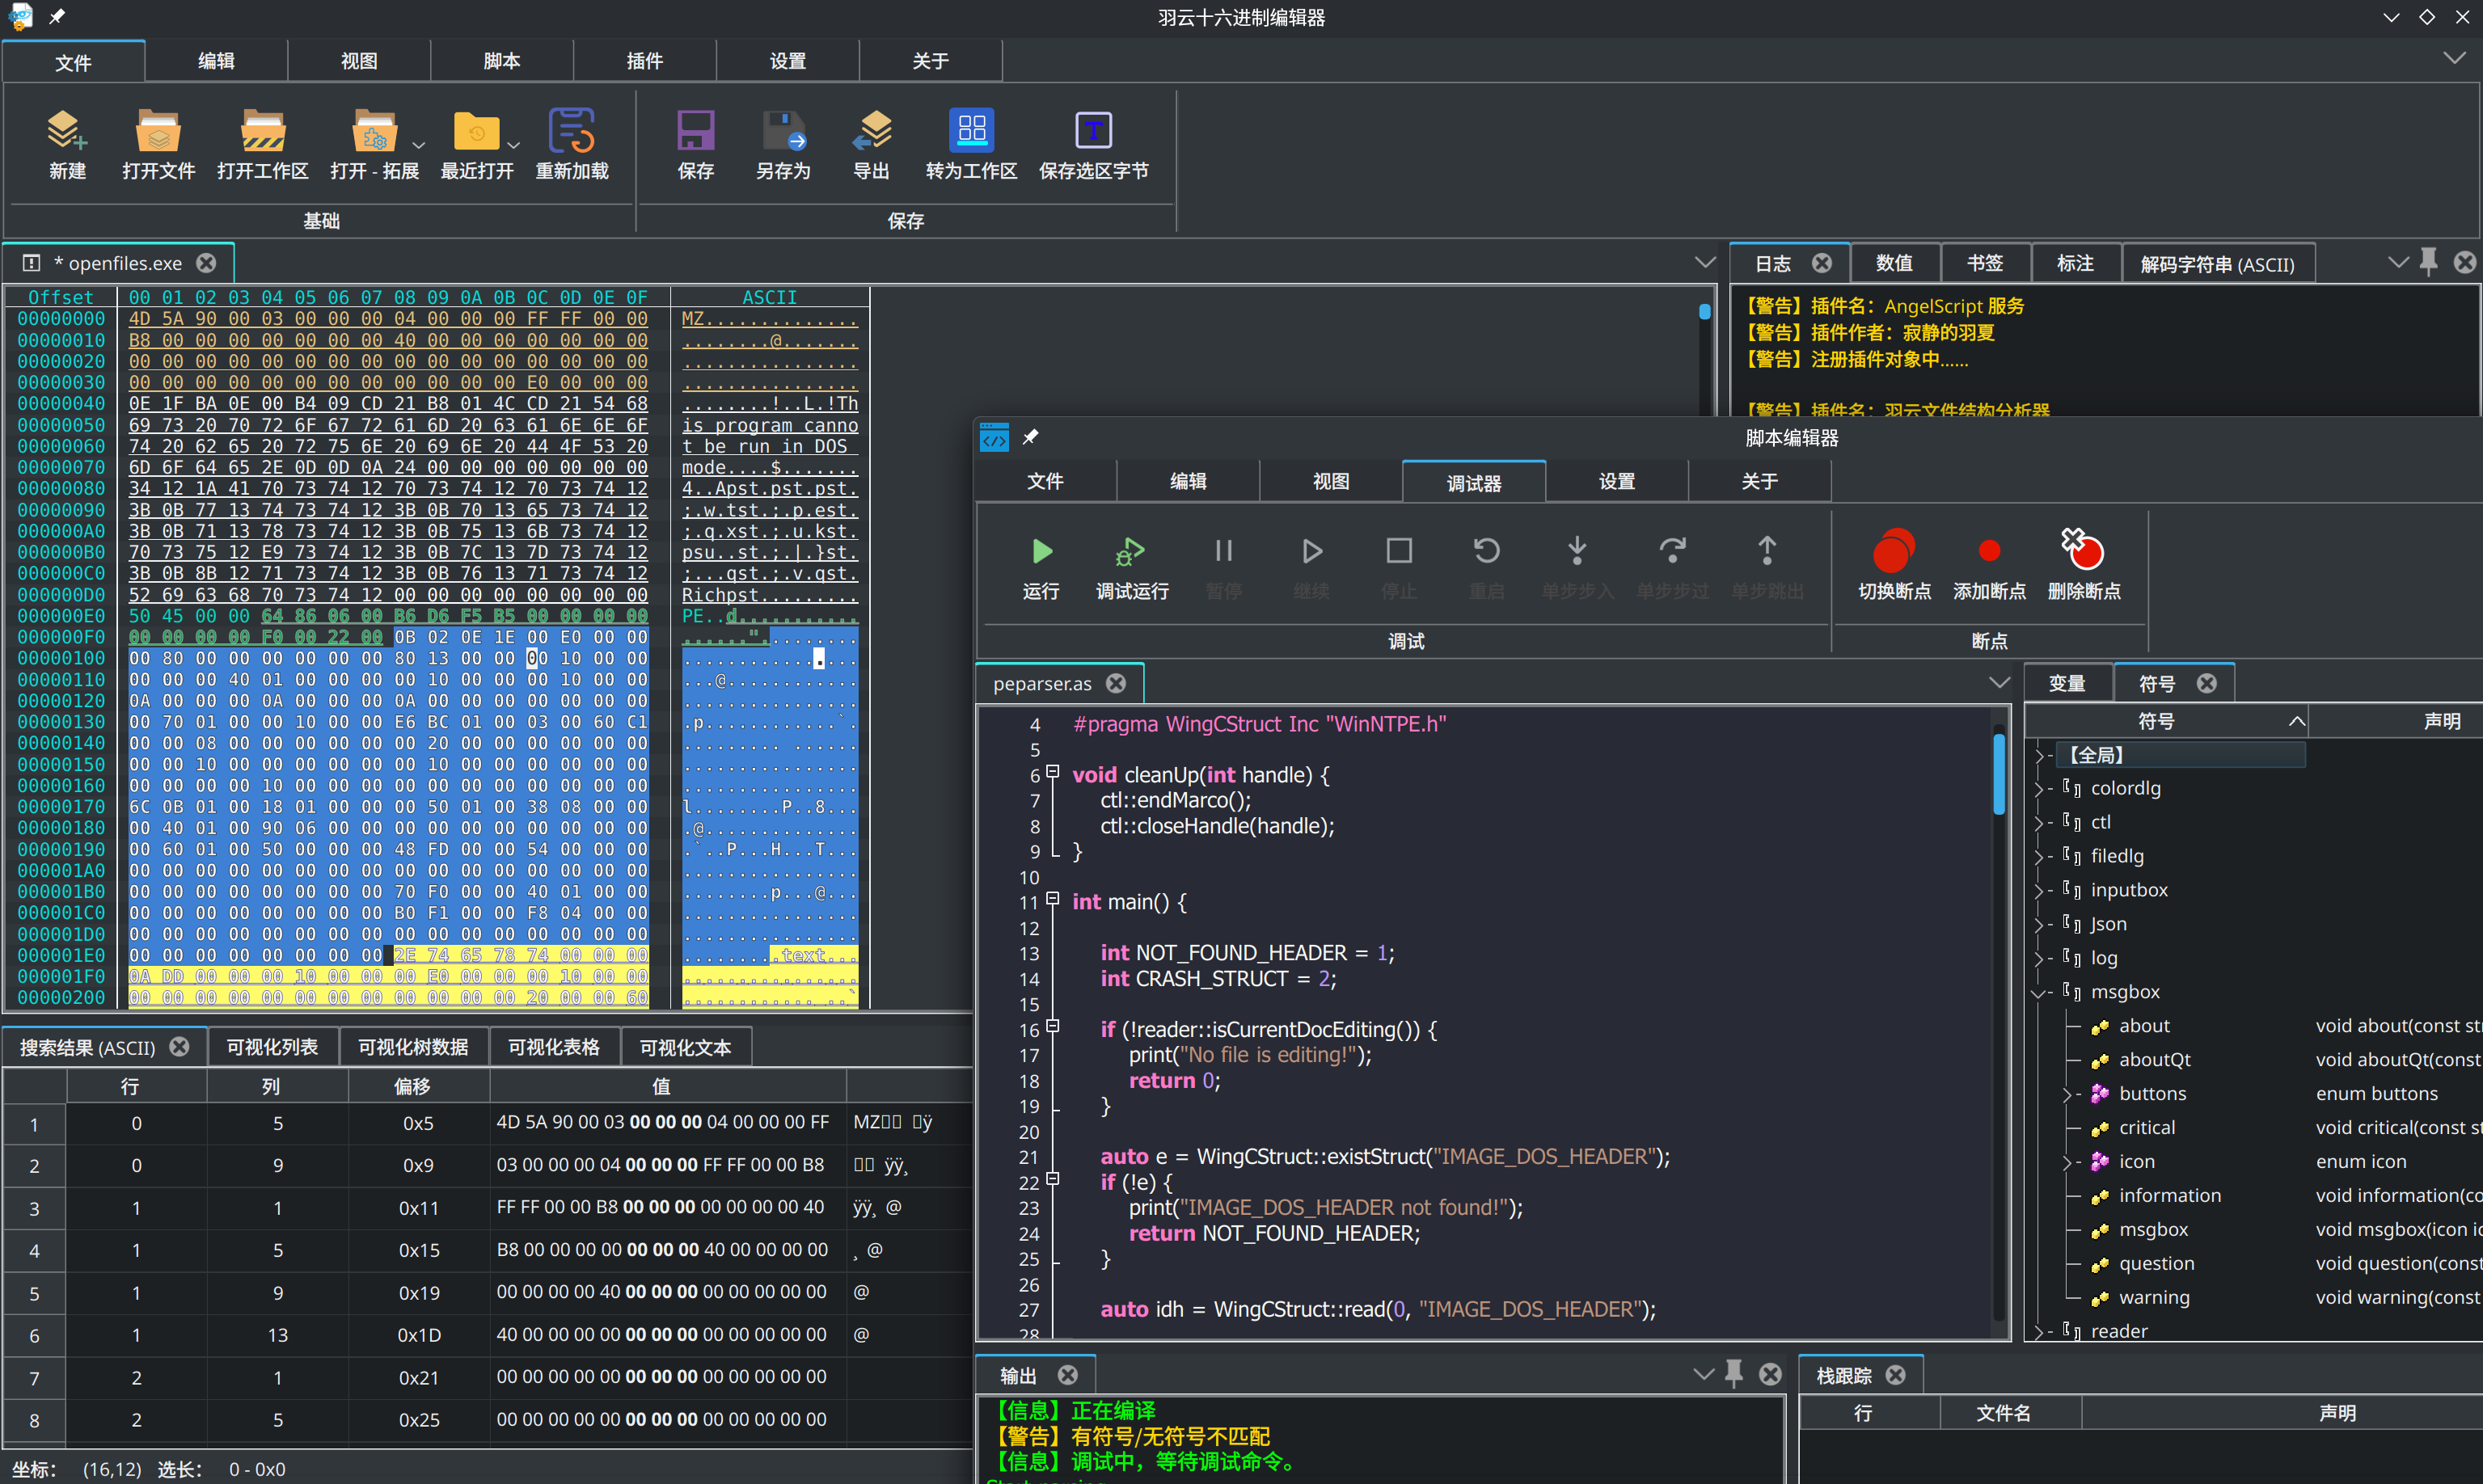 羽云十六进制编辑器
文件 编辑 视图 脚本 插件 设置 关于
新建 打开文件 打开工作区 打开 - 拓展 最近打开 重新加载 保存 另存为 导出 转为工作区 保存选区字节
基础 保存
* openfiles.exe
Offset 00 01 02 03 04 05 06 07 08 09 0A 0B 0C 0D 0E 0F ASCII
00000000 4D 5A 90 00 03 00 00 00 04 00 00 00 FF FF 00 00 MZ..............
00000010 B8 00 00 00 00 00 00 00 40 00 00 00 00 00 00 00 ........@.......
00000020 00 00 00 00 00 00 00 00 00 00 00 00 00 00 00 00 ................
00000030 00 00 00 00 00 00 00 00 00 00 00 00 E0 00 00 00 ................
00000040 0E 1F BA 0E 00 B4 09 CD 21 B8 01 4C CD 21 54 68 ........!..L.!Th
00000050 69 73 20 70 72 6F 67 72 61 6D 20 63 61 6E 6E 6F is program canno
00000060 74 20 62 65 20 72 75 6E 20 69 6E 20 44 4F 53 20 t be run in DOS
00000070 6D 6F 64 65 2E 0D 0D 0A 24 00 00 00 00 00 00 00 mode....$.......
00000080 34 12 1A 41 70 73 74 12 70 73 74 12 70 73 74 12 4..Apst.pst.pst.
00000090 3B 0B 77 13 74 73 74 12 3B 0B 70 13 65 73 74 12 ;.w.tst.;.p.est.
000000A0 3B 0B 71 13 78 73 74 12 3B 0B 75 13 6B 73 74 12 ;.q.xst.;.u.kst.
000000B0 70 73 75 12 E9 73 74 12 3B 0B 7C 13 7D 73 74 12 psu..st.;.|.}st.
000000C0 3B 0B 8B 12 71 73 74 12 3B 0B 76 13 71 73 74 12 ;...qst.;.v.qst.
000000D0 52 69 63 68 70 73 74 12 00 00 00 00 00 00 00 00 Richpst.........
000000E0 50 45 00 00 64 86 06 00 B6 D6 F5 B5 00 00 00 00 PE..d...........
000000F0 00 00 00 00 F0 00 22 00 0B 02 0E 1E 00 E0 00 00 ......".........
00000100 00 80 00 00 00 00 00 00 80 13 00 00 00 10 00 00 ................
00000110 00 00 00 40 01 00 00 00 00 10 00 00 00 10 00 00 ...@............
00000120 0A 00 00 00 0A 00 00 00 0A 00 00 00 00 00 00 00 ................
00000130 00 70 01 00 00 10 00 00 E6 BC 01 00 03 00 60 C1 .p............`.
00000140 00 00 08 00 00 00 00 00 00 20 00 00 00 00 00 00 ......... ......
00000150 00 00 10 00 00 00 00 00 00 10 00 00 00 00 00 00 ................
00000160 00 00 00 00 10 00 00 00 00 00 00 00 00 00 00 00 ................
00000170 6C 0B 01 00 18 01 00 00 00 50 01 00 38 08 00 00 l........P..8...
00000180 00 40 01 00 90 06 00 00 00 00 00 00 00 00 00 00 .@..............
00000190 00 60 01 00 50 00 00 00 48 FD 00 00 54 00 00 00 .`..P...H...T...
000001A0 00 00 00 00 00 00 00 00 00 00 00 00 00 00 00 00 ................
000001B0 00 00 00 00 00 00 00 00 70 F0 00 00 40 01 00 00 ........p...@...
000001C0 00 00 00 00 00 00 00 00 B0 F1 00 00 F8 04 00 00 ................
000001D0 00 00 00 00 00 00 00 00 00 00 00 00 00 00 00 00 ................
000001E0 00 00 00 00 00 00 00 00 2E 74 65 78 74 00 00 00 .........text...
000001F0 0A DD 00 00 00 10 00 00 00 E0 00 00 00 10 00 00 ................
00000200 00 00 00 00 00 00 00 00 00 00 00 00 20 00 00 60 ............ ..`
日志 数值 书签 标注 解码字符串 (ASCII)
【警告】插件名：AngelScript 服务
【警告】插件作者：寂静的羽夏
【警告】注册插件对象中......
【警告】插件名：羽云文件结构分析器
搜索结果 (ASCII) 可视化列表 可视化树数据 可视化表格 可视化文本
行 列 偏移 值
1 0 5 0x5 4D 5A 90 00 03 00 00 00 04 00 00 00 FF MZ ÿ
2 0 9 0x9 03 00 00 00 04 00 00 00 FF FF 00 00 B8 ÿÿ¸
3 1 1 0x11 FF FF 00 00 B8 00 00 00 00 00 00 00 40 ÿÿ¸ @
4 1 5 0x15 B8 00 00 00 00 00 00 00 40 00 00 00 00 ¸ @
5 1 9 0x19 00 00 00 00 40 00 00 00 00 00 00 00 00 @
6 1 13 0x1D 40 00 00 00 00 00 00 00 00 00 00 00 00 @
7 2 1 0x21 00 00 00 00 00 00 00 00 00 00 00 00 00
8 2 5 0x25 00 00 00 00 00 00 00 00 00 00 00 00 00
坐标： (16,12) 选长： 0 - 0x0
脚本编辑器
文件 编辑 视图 调试器 设置 关于
运行 调试运行 暂停 继续 停止 重启 单步步入 单步步过 单步跳出 切换断点 添加断点 删除断点
调试 断点
peparser.as
4 #pragma WingCStruct Inc "WinNTPE.h"
5
6 void cleanUp(int handle) {
7 ctl::endMarco();
8 ctl::closeHandle(handle);
9 }
10
11 int main() {
12
13 int NOT_FOUND_HEADER = 1;
14 int CRASH_STRUCT = 2;
15
16 if (!reader::isCurrentDocEditing()) {
17 print("No file is editing!");
18 return 0;
19 }
20
21 auto e = WingCStruct::existStruct("IMAGE_DOS_HEADER");
22 if (!e) {
23 print("IMAGE_DOS_HEADER not found!");
24 return NOT_FOUND_HEADER;
25 }
26
27 auto idh = WingCStruct::read(0, "IMAGE_DOS_HEADER");
28
变量 符号
符号 声明
【全局】
colordlg
ctl
filedlg
inputbox
Json
log
msgbox
about void about(const str
aboutQt void aboutQt(const
buttons enum buttons
critical void critical(const st
icon enum icon
information void information(co
msgbox void msgbox(icon ic
question void question(const
warning void warning(const
reader
输出
【信息】正在编译
【警告】有符号/无符号不匹配
【信息】调试中，等待调试命令。
栈跟踪
行 文件名 声明